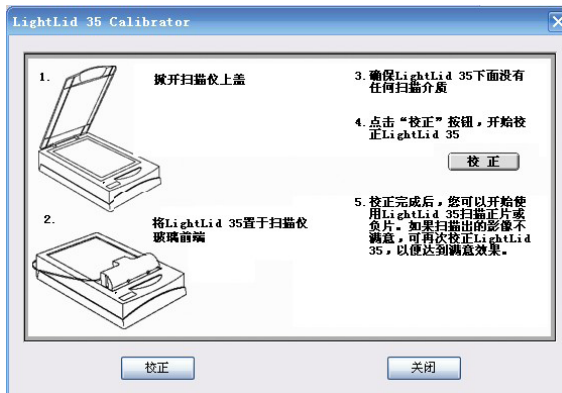 LightLid 35 Calibrator
1.
掀开扫描仪上盖
2.
将LightLid 35置于扫描仪
玻璃前端
3. 确保LightLid 35下面没有
任何扫描介质
4. 点击“校正”按钮，开始校
正LightLid 35
校 正
5. 校正完成后，您可以开始使
用LightLid 35扫描正片或
负片。如果扫描出的影像不
满意，可再次校正LightLid
35，以便达到满意效果。
校正
关闭